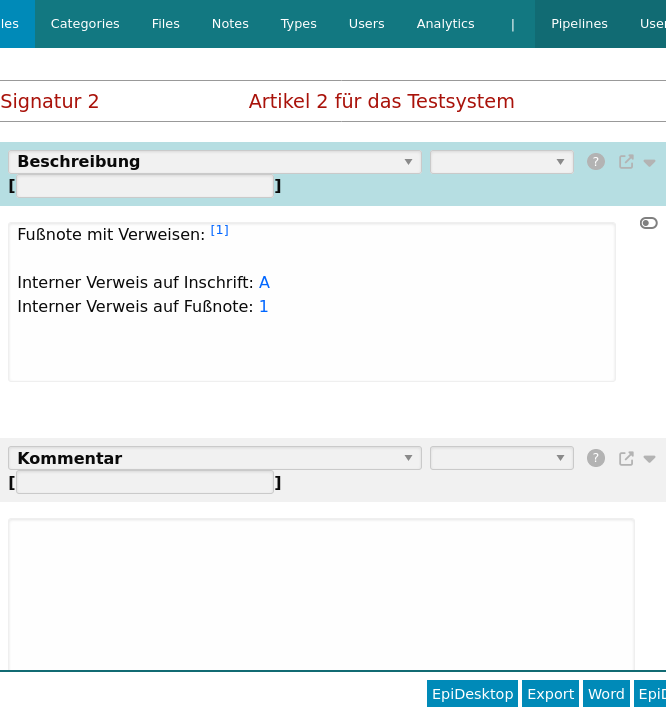 les Categories Files Notes Types Users Analytics | Pipelines User
Signatur 2 Artikel 2 für das Testsystem
Beschreibung ?
[ ]
Fußnote mit Verweisen: [1]
Interner Verweis auf Inschrift: A
Interner Verweis auf Fußnote: 1
Kommentar ?
[ ]
EpiDesktop Export Word EpiD